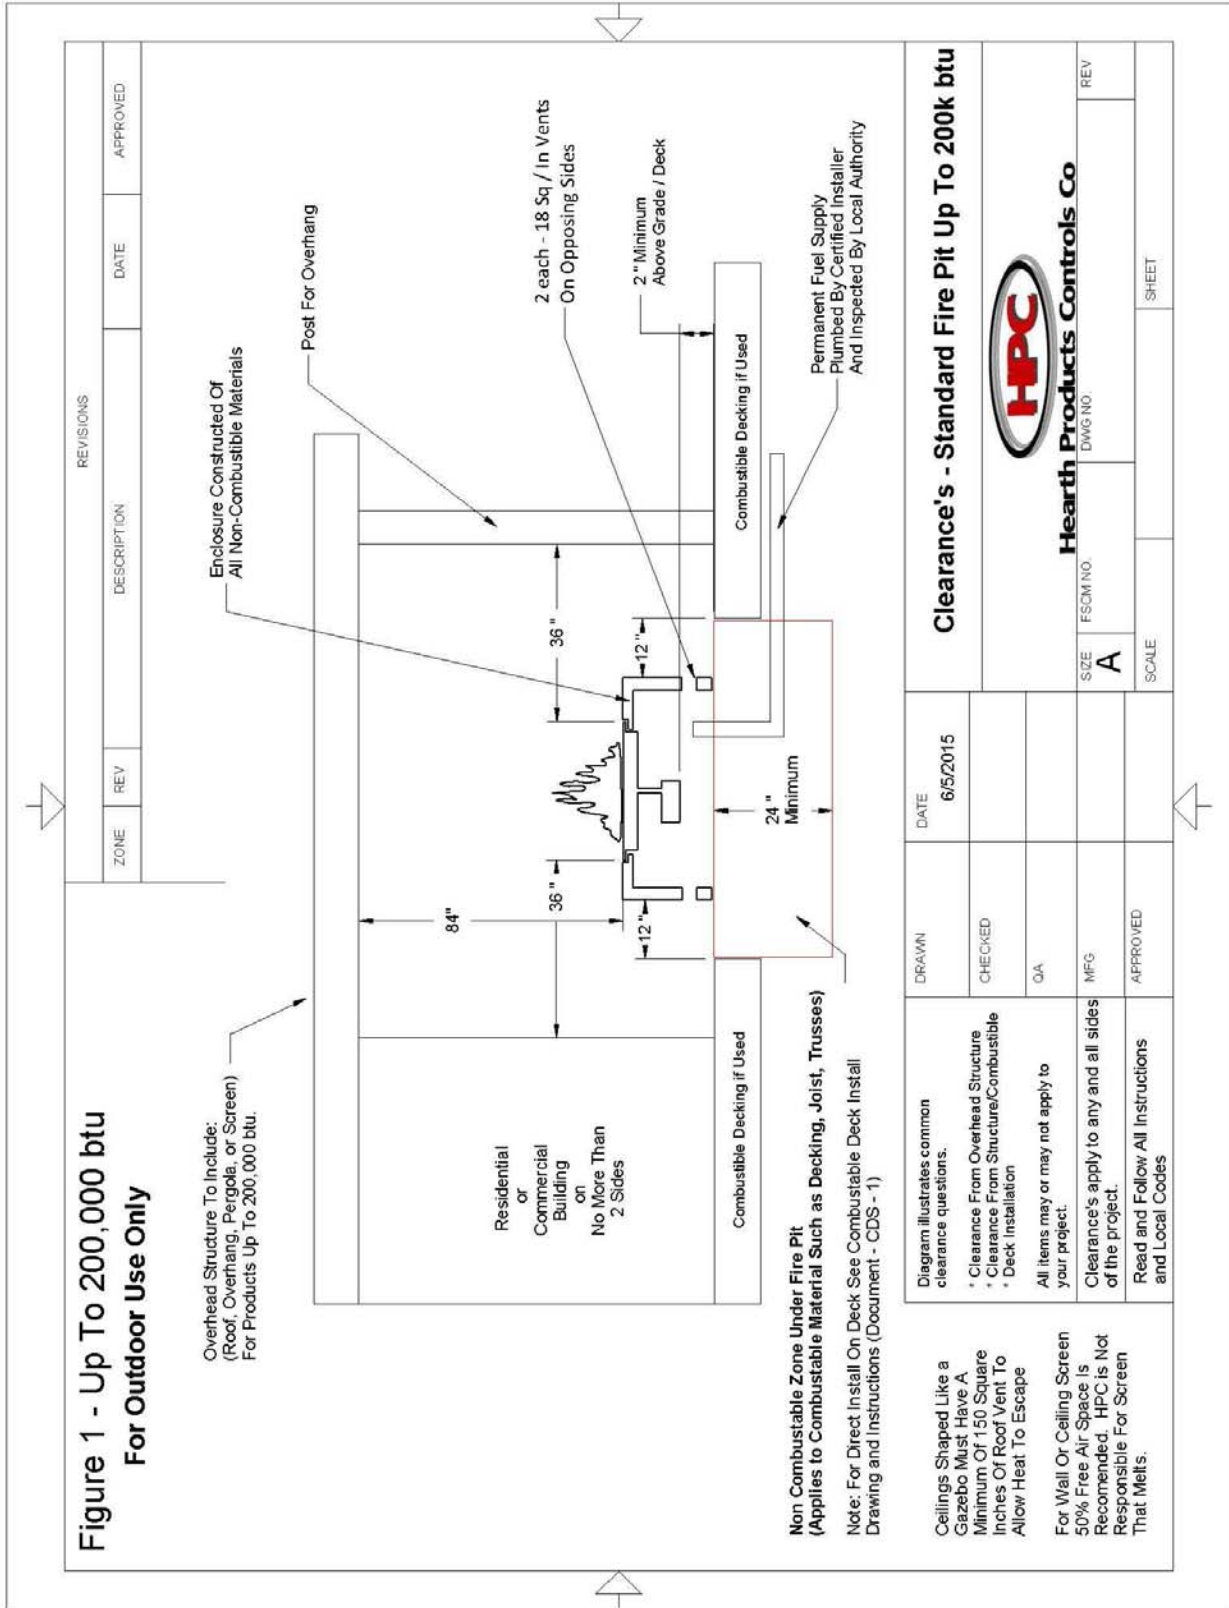 Figure 1 - Up To 200,000 btu
For Outdoor Use Only
REVISIONS
ZONE
REV
DESCRIPTION
DATE
APPROVED
Overhead Structure To Include:
(Roof, Overhang, Pergola, or Screen)
For Products Up To 200,000 btu.
Enclosure Constructed Of
All Non-Combustible Materials
Post For Overhang
2 each - 18 Sq / In Vents
On Opposing Sides
2" Minimum
Above Grade / Deck
84"
36"
36"
12"
12"
24"
Minimum
Residential
or
Commercial
Building
on
No More Than
2 Sides
Combustible Decking if Used
Combustible Decking if Used
Permanent Fuel Supply
Plumbed By Certified Installer
And Inspected By Local Authority
Non Combustable Zone Under Fire Pit
(Applies to Combustable Material Such as Decking, Joist, Trusses)
Note: For Direct Install On Deck See Combustable Deck Install
Drawing and Instructions (Document - CDS - 1)
Ceilings Shaped Like a
Gazebo Must Have A
Minimum Of 150 Square
Inches Of Roof Vent To
Allow Heat To Escape
For Wall Or Ceiling Screen
50% Free Air Space Is
Recomended. HPC is Not
Responsible For Screen
That Melts.
Diagram illustrates common
clearance questions.
* Clearance From Overhead Structure
* Clearance From Structure/Combustible
* Deck Installation
All items may or may not apply to
your project.
Clearance's apply to any and all sides
of the project.
Read and Follow All Instructions
and Local Codes
DRAWN
CHECKED
QA
MFG
APPROVED
DATE
6/5/2015
Clearance's - Standard Fire Pit Up To 200k btu
HPC
Hearth Products Controls Co
SIZE
A
FSCM NO.
DWG NO.
REV
SCALE
SHEET